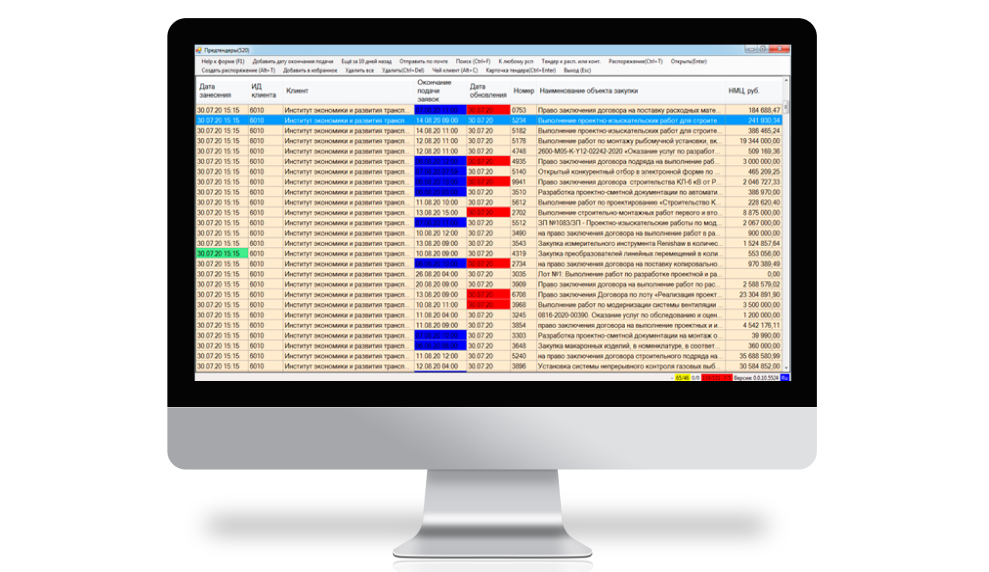 Предтендеры(520)
Help к форме (F1) Добавить дату окончания подачи Ещё за 10 дней назад Отправить по почте Поиск (Ctrl+F) К любому рсп Тендер к расп. или конт. Распоряжение(Ctrl+T) Открыть(Enter)
Создать распоряжение (Alt+T) Добавить в избранное Удалить все Удалить(Ctrl+Del) Чей клиент (Alt+C) Карточка тендера(Ctrl+Enter) Выход (Esc)
Дата занесения ИД клиента Клиент Окончание подачи заявок Дата обновления Номер Наименование объекта закупки НМЦ, руб.
30.07.20 15:15 6010 Институт экономики и развития трансп... 30.07.20 0753 Право заключения договора на поставку расходных мате... 184 688,47
30.07.20 15:15 6010 Институт экономики и развития трансп... 14.08.20 09:00 30.07.20 5234 Выполнение проектно-изыскательских работ для строите... 241 930,34
30.07.20 15:15 6010 Институт экономики и развития трансп... 14.08.20 11:00 30.07.20 5182 Выполнение проектно-изыскательских работ для строите... 386 465,24
30.07.20 15:15 6010 Институт экономики и развития трансп... 12.08.20 11:00 30.07.20 5178 Выполнение работ по монтажу рыбомучной установки, вк... 19 344 000,00
30.07.20 15:15 6010 Институт экономики и развития трансп... 12.08.20 11:00 30.07.20 4748 2600-М05-К-Y12-02242-2020 «Оказание услуг по разработ... 509 169,36
30.07.20 15:15 6010 Институт экономики и развития трансп... 30.07.20 4935 Право заключения договора подряда на выполнение раб... 3 000 000,00
30.07.20 15:15 6010 Институт экономики и развития трансп... 30.07.20 5140 Открытый конкурентный отбор в электронной форме по ... 465 209,25
30.07.20 15:15 6010 Институт экономики и развития трансп... 30.07.20 9941 Право заключения договора строительства КЛ-6 кВ от Р... 2 046 727,33
30.07.20 15:15 6010 Институт экономики и развития трансп... 30.07.20 3510 Разработка проектно-сметной документации по автомати... 386 970,00
30.07.20 15:15 6010 Институт экономики и развития трансп... 11.08.20 10:00 30.07.20 5612 Выполнение работ по проектированию «Строительство К... 228 620,40
30.07.20 15:15 6010 Институт экономики и развития трансп... 13.08.20 15:00 30.07.20 2702 Выполнение строительно-монтажных работ первого и вто... 8 875 000,00
30.07.20 15:15 6010 Институт экономики и развития трансп... 30.07.20 5512 ЗП №1083/ЗП - Проектно-изыскательские работы по мод... 2 067 000,00
30.07.20 15:15 6010 Институт экономики и развития трансп... 10.08.20 12:00 30.07.20 3490 на право заключения договора на выполнение работ в ра... 900 000,00
30.07.20 15:15 6010 Институт экономики и развития трансп... 13.08.20 09:00 30.07.20 3543 Закупка измерительного инструмента Renishaw в количес... 1 524 857,64
30.07.20 15:15 6010 Институт экономики и развития трансп... 10.08.20 09:00 30.07.20 4319 Закупка преобразователей линейных перемещений в коли... 553 056,00
30.07.20 15:15 6010 Институт экономики и развития трансп... 30.07.20 2734 на право заключения договора на поставку копировально... 970 389,49
30.07.20 15:15 6010 Институт экономики и развития трансп... 26.08.20 04:00 30.07.20 3035 Лот №1: Выполнение работ по разработке проектной и ра... 0,00
30.07.20 15:15 6010 Институт экономики и развития трансп... 20.08.20 09:00 30.07.20 3909 Право заключения договора на выполнение работ по рас... 2 588 579,02
30.07.20 15:15 6010 Институт экономики и развития трансп... 13.08.20 09:00 30.07.20 6708 Право заключения Договора по лоту «Реализация проект... 23 304 891,90
30.07.20 15:15 6010 Институт экономики и развития трансп... 10.08.20 11:00 30.07.20 3968 Выполнение работ по модернизации системы вентиляции ... 3 500 000,00
30.07.20 15:15 6010 Институт экономики и развития трансп... 11.08.20 04:00 30.07.20 3245 0816-2020-00390. Оказание услуг по обследованию и оцен... 1 200 000,00
30.07.20 15:15 6010 Институт экономики и развития трансп... 11.08.20 09:00 30.07.20 3854 право заключения договора на выполнение проектных и и... 4 542 176,11
30.07.20 15:15 6010 Институт экономики и развития трансп... 30.07.20 3303 Разработка проектно-сметной документации на монтаж о... 39 990,00
30.07.20 15:15 6010 Институт экономики и развития трансп... 30.07.20 3648 Закупка макаронных изделий, в номенклатуре, в соответ... 360 000,00
30.07.20 15:15 6010 Институт экономики и развития трансп... 11.08.20 12:00 30.07.20 5240 на право заключения договора строительного подряда на... 35 688 580,99
30.07.20 15:15 6010 Институт экономики и развития трансп... 12.08.20 04:00 30.07.20 3896 Установка системы непрерывного контроля газовых выб... 30 584 852,00
65/46 0/0 Версия: 0.0.10.5524